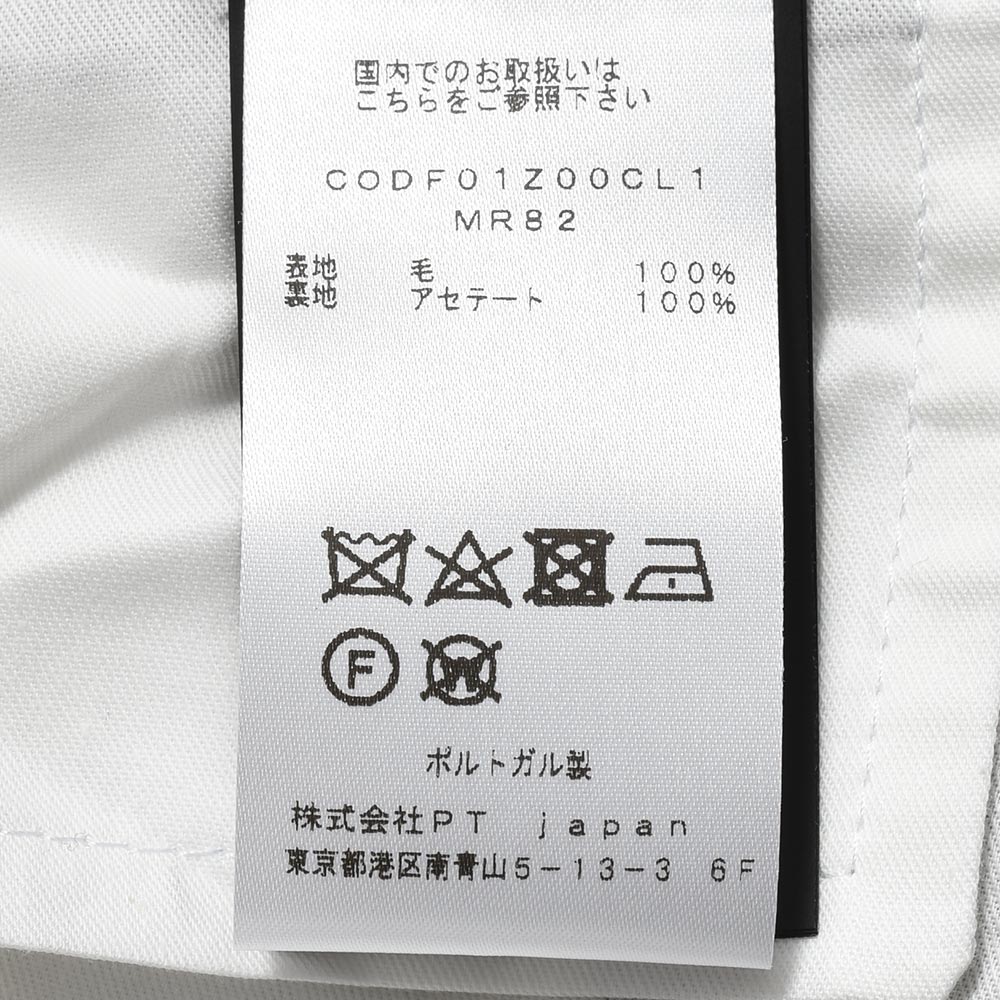 国内でのお取扱いは
こちらをご参照下さい
CODF01Z00CL1
MR82
表地 毛 100%
裏地 アセテート 100%
F
W
ポルトガル製
株式会社PT japan
東京都港区南青山5-13-3 6F